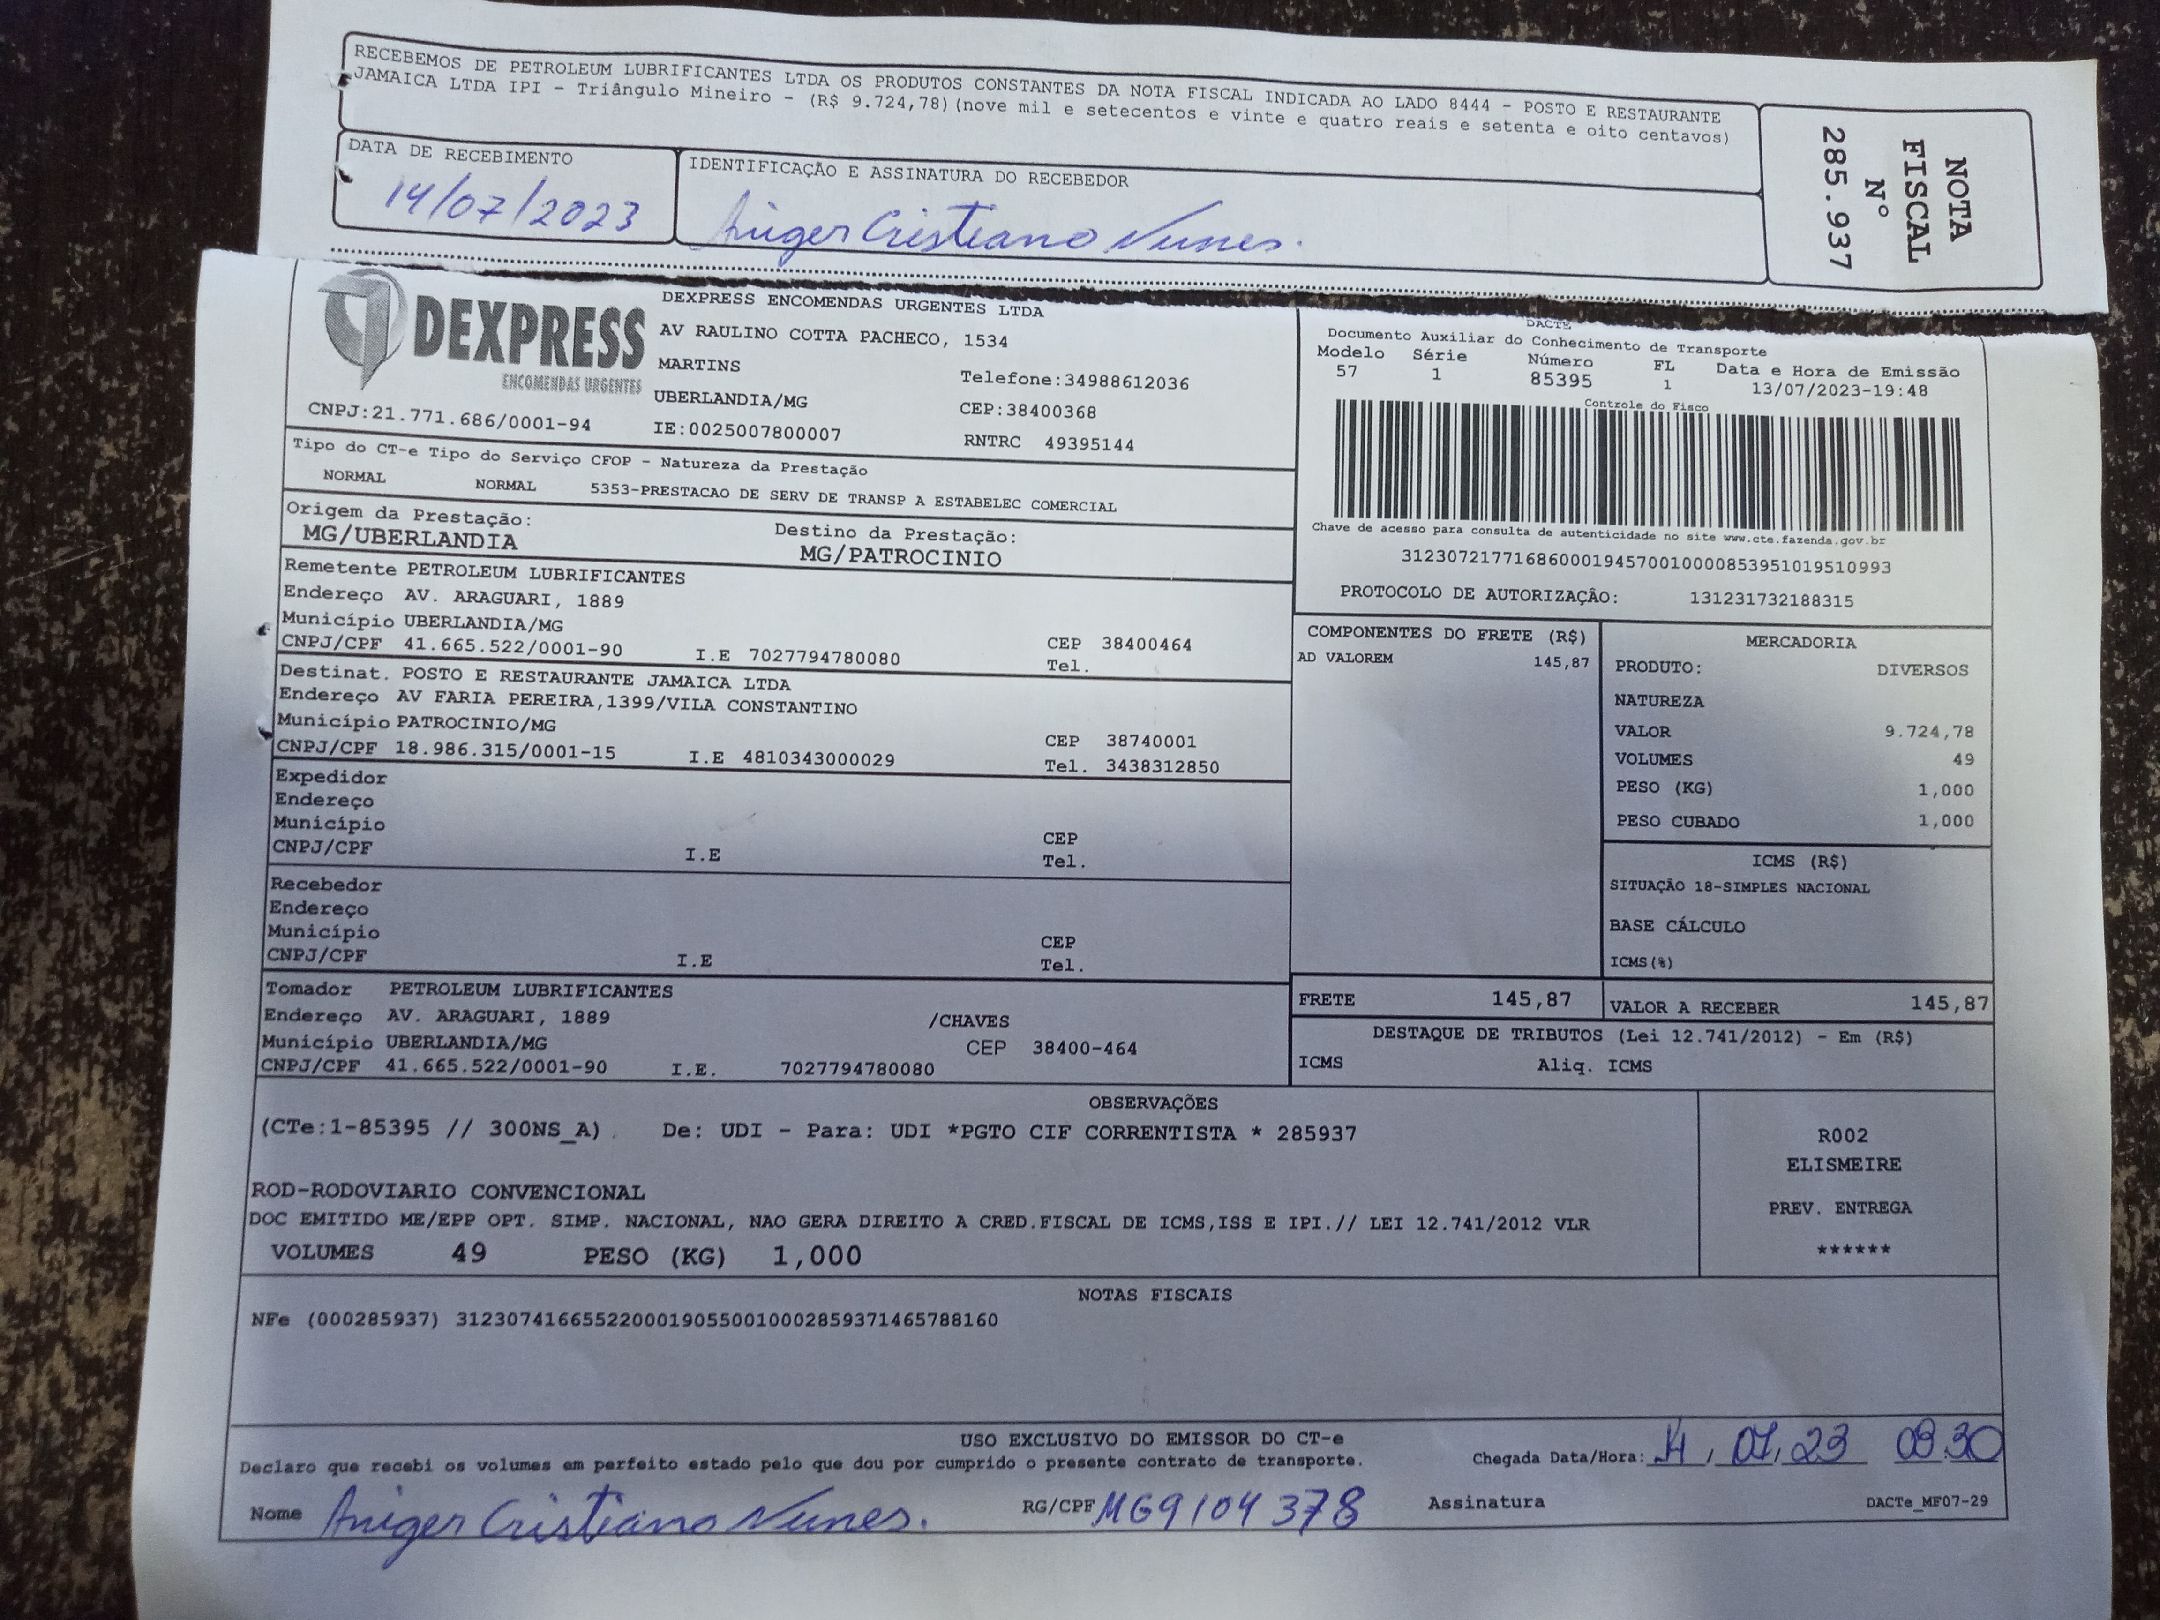 RECEBEMOS DE PETROLEUM LUBRIFICANTES LTDA OS PRODUTOS CONSTANTES DA NOTA FISCAL INDICADA AO LADO 8444 - POSTO E RESTAURANTE
JAMAICA LTDA IPI - Triângulo Mineiro - (R$ 9.724,78)(nove mil e setecentos e vinte e quatro reais e setenta e oito centavos)
DATA DE RECEBIMENTO
14/07/2023
IDENTIFICAÇÃO E ASSINATURA DO RECEBEDOR
Aniger Cristiano Nunes.
NOTA
FISCAL
Nº
285.937
DEXPRESS
ENCOMENDAS URGENTES
CNPJ:21.771.686/0001-94
DEXPRESS ENCOMENDAS URGENTES LTDA
AV RAULINO COTTA PACHECO, 1534
MARTINS
Telefone:34988612036
UBERLANDIA/MG
CEP:38400368
IE:0025007800007
RNTRC 49395144
DACTE
Documento Auxiliar do Conhecimento de Transporte
Modelo Série Número FL Data e Hora de Emissão
57 1 85395 1 13/07/2023-19:48
Controle do Fisco
Chave de acesso para consulta de autenticidade no site www.cte.fazenda.gov.br
31230721771686000194570010000853951019510993
PROTOCOLO DE AUTORIZAÇÃO: 131231732188315
Tipo do CT-e Tipo do Serviço CFOP - Natureza da Prestação
NORMAL NORMAL 5353-PRESTACAO DE SERV DE TRANSP A ESTABELEC COMERCIAL
Origem da Prestação: Destino da Prestação:
MG/UBERLANDIA MG/PATROCINIO
Remetente PETROLEUM LUBRIFICANTES
Endereço AV. ARAGUARI, 1889
Município UBERLANDIA/MG CEP 38400464
CNPJ/CPF 41.665.522/0001-90 I.E 7027794780080 Tel.
Destinat. POSTO E RESTAURANTE JAMAICA LTDA
Endereço AV FARIA PEREIRA,1399/VILA CONSTANTINO
Município PATROCINIO/MG CEP 38740001
CNPJ/CPF 18.986.315/0001-15 I.E 4810343000029 Tel. 3438312850
Expedidor
Endereço
Município CEP
CNPJ/CPF I.E Tel.
Recebedor
Endereço
Município CEP
CNPJ/CPF I.E Tel.
Tomador PETROLEUM LUBRIFICANTES
Endereço AV. ARAGUARI, 1889 /CHAVES
Município UBERLANDIA/MG CEP 38400-464
CNPJ/CPF 41.665.522/0001-90 I.E. 7027794780080
COMPONENTES DO FRETE (R$)
AD VALOREM 145,87
MERCADORIA
PRODUTO: DIVERSOS
NATUREZA
VALOR 9.724,78
VOLUMES 49
PESO (KG) 1,000
PESO CUBADO 1,000
ICMS (R$)
SITUAÇÃO 18-SIMPLES NACIONAL
BASE CÁLCULO
ICMS(%)
FRETE 145,87 VALOR A RECEBER 145,87
DESTAQUE DE TRIBUTOS (Lei 12.741/2012) - Em (R$)
ICMS Aliq. ICMS
OBSERVAÇÕES
(CTe:1-85395 // 300NS_A). De: UDI - Para: UDI *PGTO CIF CORRENTISTA * 285937
ROD-RODOVIARIO CONVENCIONAL
DOC EMITIDO ME/EPP OPT. SIMP. NACIONAL, NAO GERA DIREITO A CRED.FISCAL DE ICMS,ISS E IPI.// LEI 12.741/2012 VLR
VOLUMES 49 PESO (KG) 1,000
R002
ELISMEIRE
PREV. ENTREGA
******
NOTAS FISCAIS
NFe (000285937) 31230741665522000190550010002859371465788160
USO EXCLUSIVO DO EMISSOR DO CT-e
Declaro que recebi os volumes em perfeito estado pelo que dou por cumprido o presente contrato de transporte.
Chegada Data/Hora: 14, 07, 23 08:30
Nome Aniger Cristiano Nunes. RG/CPF MG9104378 Assinatura DACTe_MF07-29